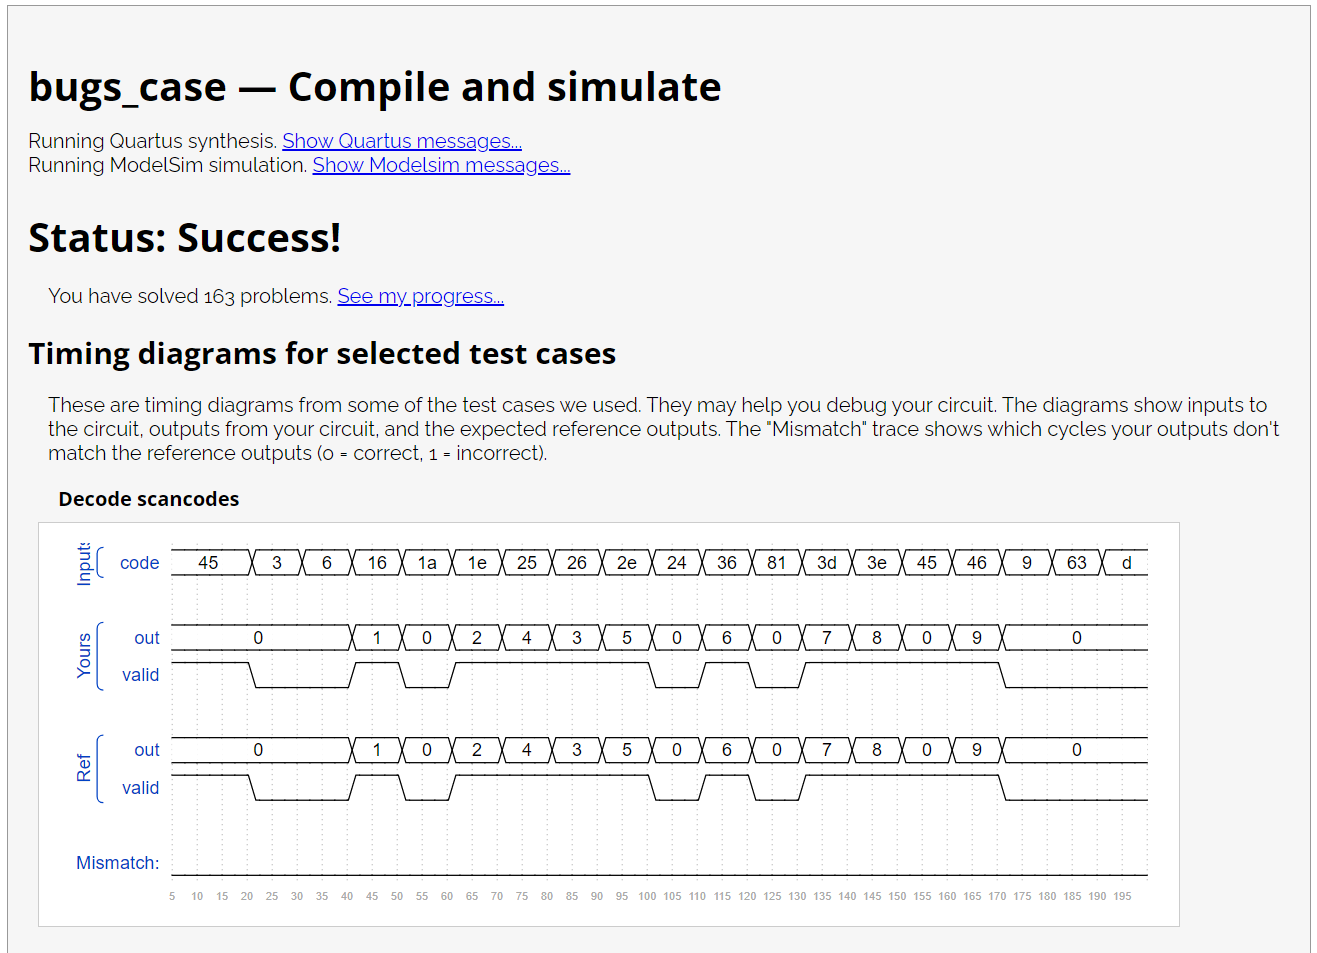 bugs_case — Compile and simulate
Running Quartus synthesis. Show Quartus messages...
Running ModelSim simulation. Show Modelsim messages...
Status: Success!
You have solved 163 problems. See my progress...
Timing diagrams for selected test cases
These are timing diagrams from some of the test cases we used. They may help you debug your circuit. The diagrams show inputs to
the circuit, outputs from your circuit, and the expected reference outputs. The "Mismatch" trace shows which cycles your outputs don't
match the reference outputs (0 = correct, 1 = incorrect).
Decode scancodes
Inputs
code 45 3 6 16 1a 1e 25 26 2e 24 36 81 3d 3e 45 46 9 63 d
Yours
out 0 1 0 2 4 3 5 0 6 0 7 8 0 9 0
valid
Ref
out 0 1 0 2 4 3 5 0 6 0 7 8 0 9 0
valid
Mismatch:
5 10 15 20 25 30 35 40 45 50 55 60 65 70 75 80 85 90 95 100 105 110 115 120 125 130 135 140 145 150 155 160 165 170 175 180 185 190 195